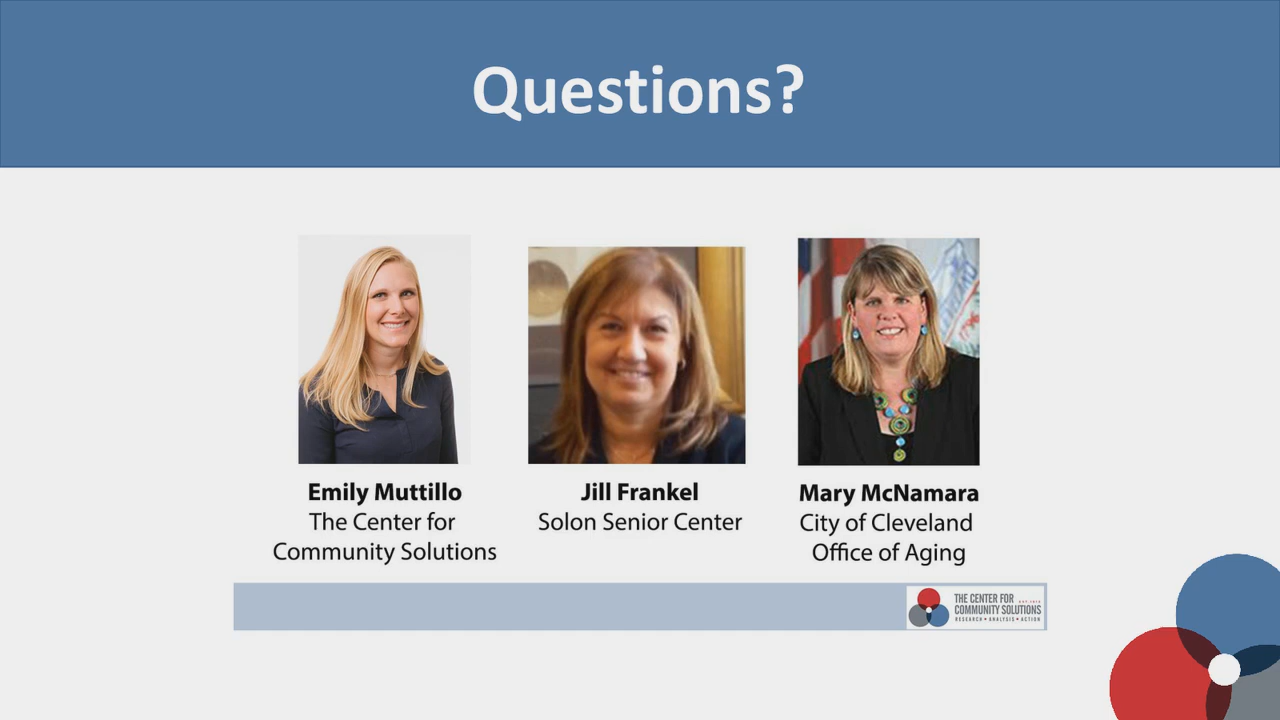 Questions?
Emily Muttillo
The Center for
Community Solutions
Jill Frankel
Solon Senior Center
Mary McNamara
City of Cleveland
Office of Aging
THE CENTER FOR
COMMUNITY SOLUTIONS
RESEARCH • ANALYSIS • ACTION